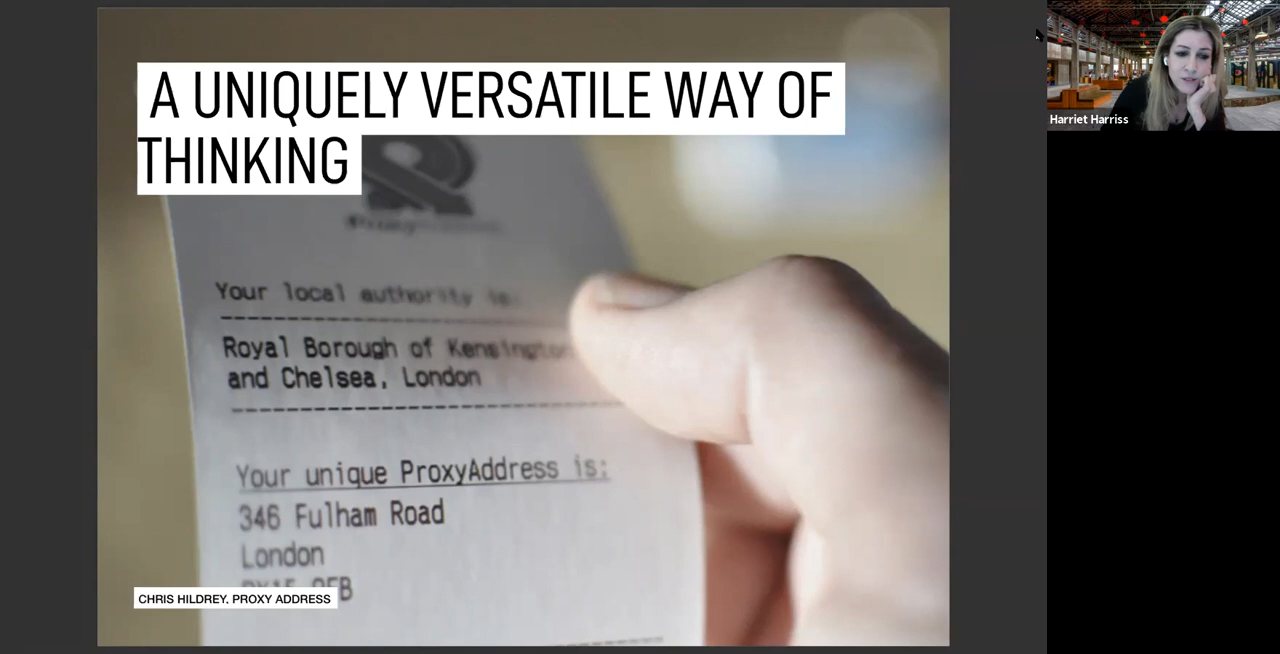 A UNIQUELY VERSATILE WAY OF
THINKING
Your local authority is:
Royal Borough of Kensington
and Chelsea, London
Your unique ProxyAddress is:
346 Fulham Road
London
CHRIS HILDREY. PROXY ADDRESS
Harriet Harriss